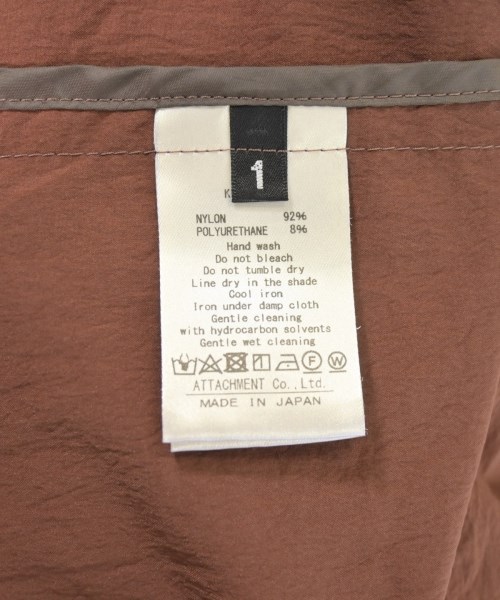 1
K
NYLON 92%
POLYURETHANE 8%
Hand wash
Do not bleach
Do not tumble dry
Line dry in the shade
Cool iron
Iron under damp cloth
Gentle cleaning
with hydrocarbon solvents
Gentle wet cleaning
F W
ATTACHMENT Co., Ltd.
MADE IN JAPAN